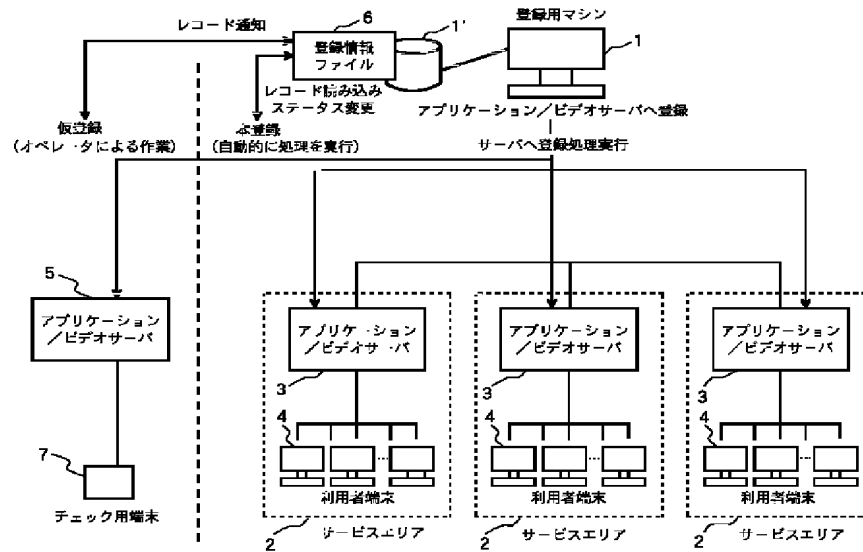 レコード通知
6
登録情報
ファイル
1'
登録用マシン
1
レコード読み込み
ステータス変更
アプリケーション／ビデオサーバへ登録
仮登録
(オペレータによる作業)
本登録
(自動的に処理を実行)
サーバへ登録処理実行
5
アプリケーション
／ビデオサーバ
アプリケーション
／ビデオサーバ
3
アプリケーション
／ビデオサーバ
3
アプリケーション
／ビデオサーバ
3
4
4
4
7
チェック用端末
利用者端末
利用者端末
利用者端末
2
サービスエリア
2
サービスエリア
2
サービスエリア